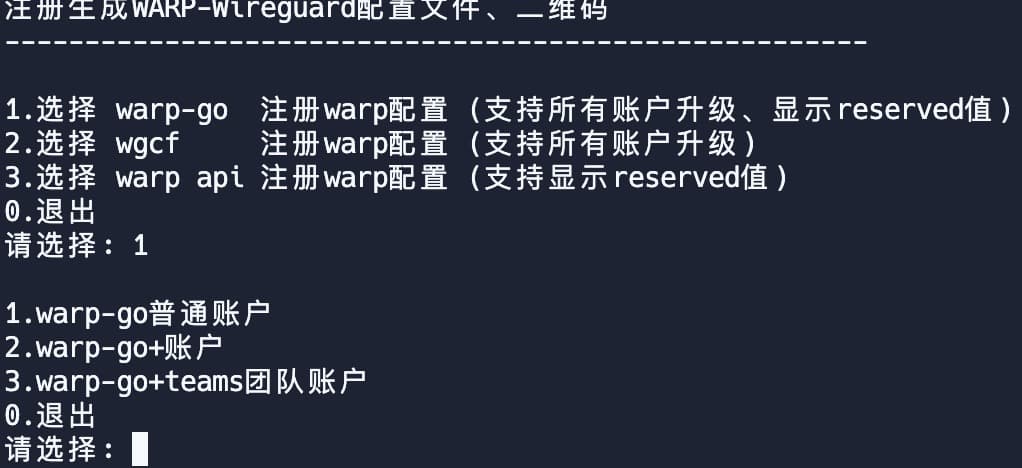 注册生成WARP-Wireguard配置文件、二维码
------------------------------------------------------
1.选择 warp-go  注册warp配置 (支持所有账户升级、显示reserved值)
2.选择 wgcf     注册warp配置 (支持所有账户升级)
3.选择 warp api 注册warp配置 (支持显示reserved值)
0.退出
请选择: 1
1.warp-go普通账户
2.warp-go+账户
3.warp-go+teams团队账户
0.退出
请选择: